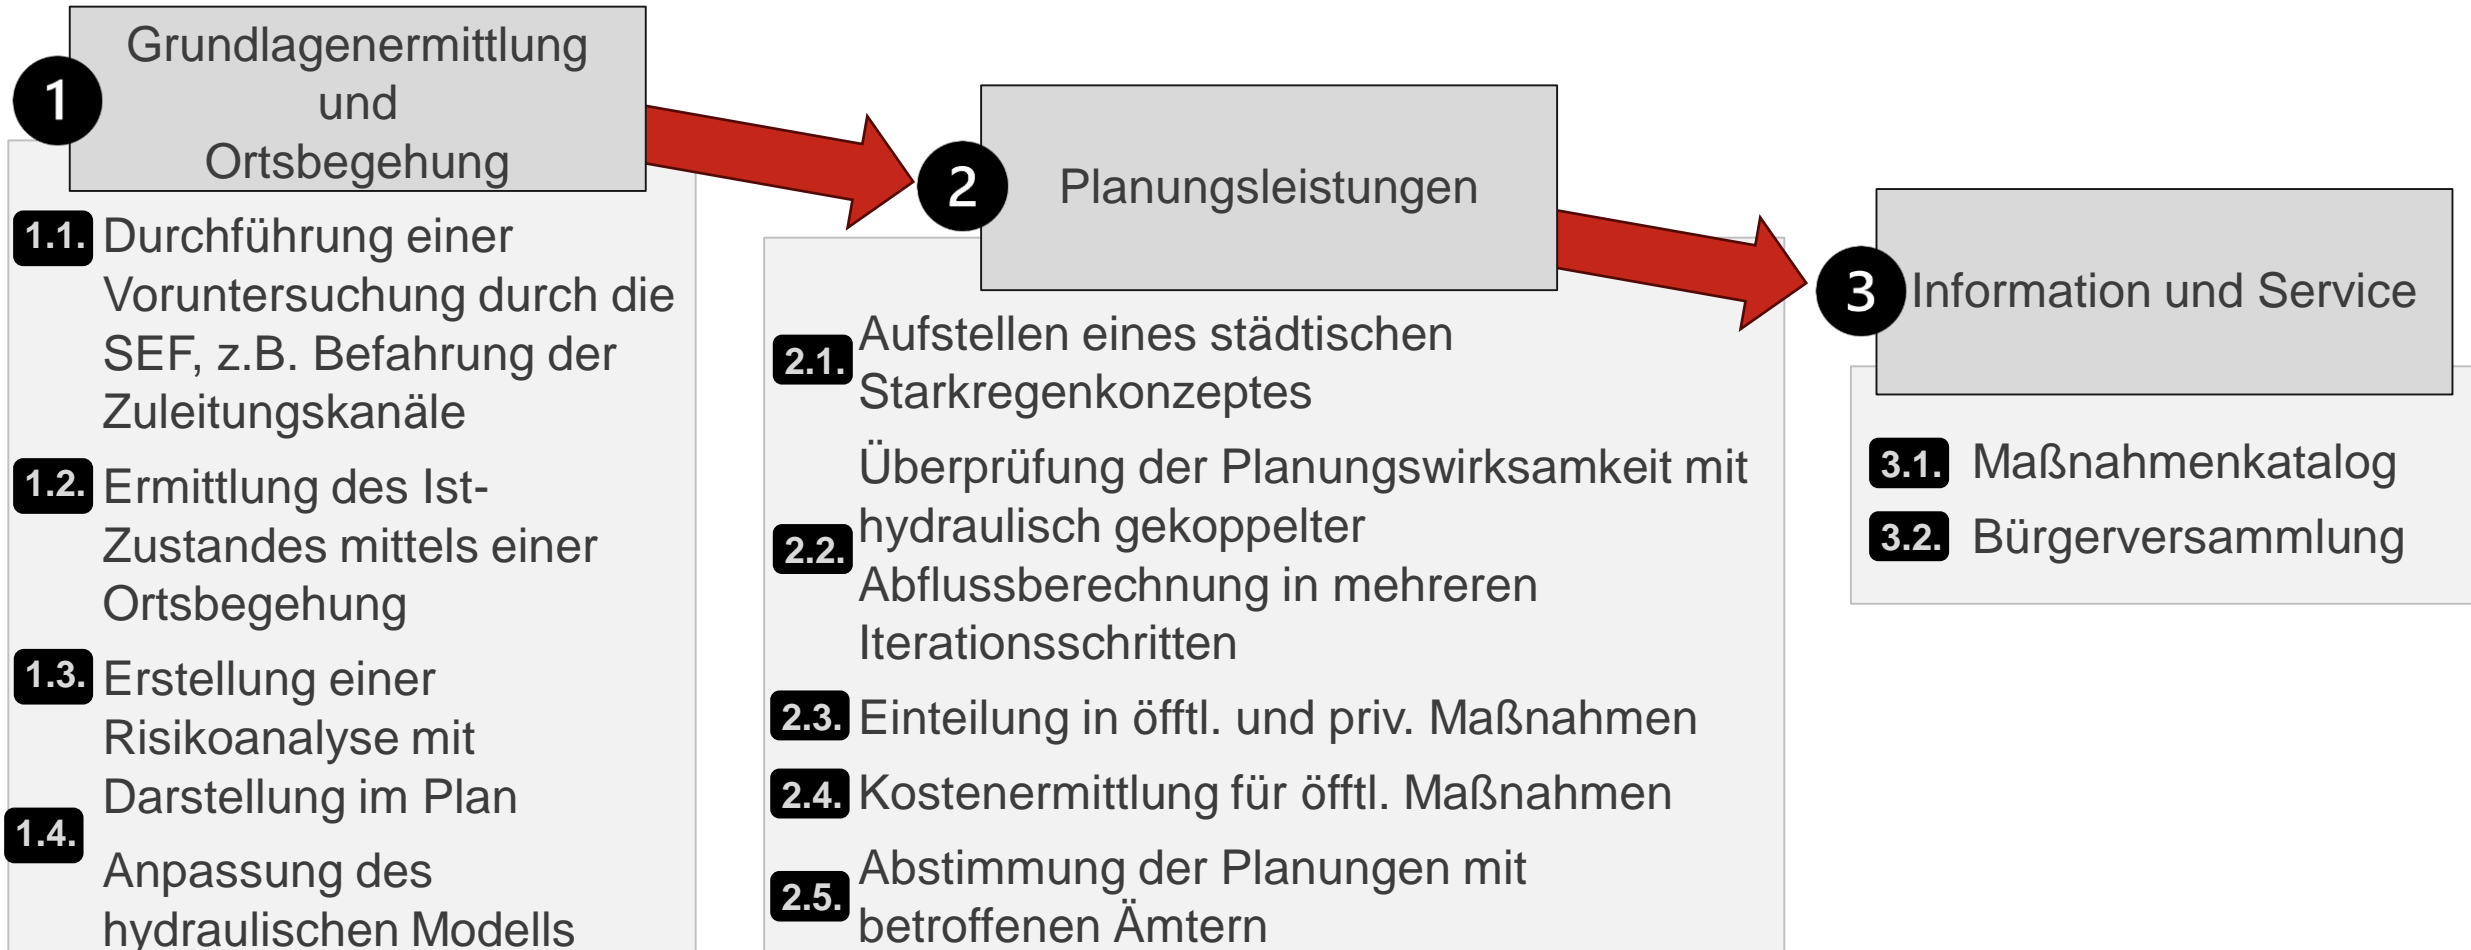 1
Grundlagenermittlung
und
Ortsbegehung
1.1. Durchführung einer
Voruntersuchung durch die
SEF, z.B. Befahrung der
Zuleitungskanäle
1.2. Ermittlung des Ist-
Zustandes mittels einer
Ortsbegehung
1.3. Erstellung einer
Risikoanalyse mit
Darstellung im Plan
1.4.
Anpassung des
hydraulischen Modells
2
Planungsleistungen
2.1. Aufstellen eines städtischen
Starkregenkonzeptes
2.2. Überprüfung der Planungswirksamkeit mit
hydraulisch gekoppelter
Abflussberechnung in mehreren
Iterationsschritten
2.3. Einteilung in öfftl. und priv. Maßnahmen
2.4. Kostenermittlung für öfftl. Maßnahmen
2.5. Abstimmung der Planungen mit
betroffenen Ämtern
3
Information und Service
3.1. Maßnahmenkatalog
3.2. Bürgerversammlung